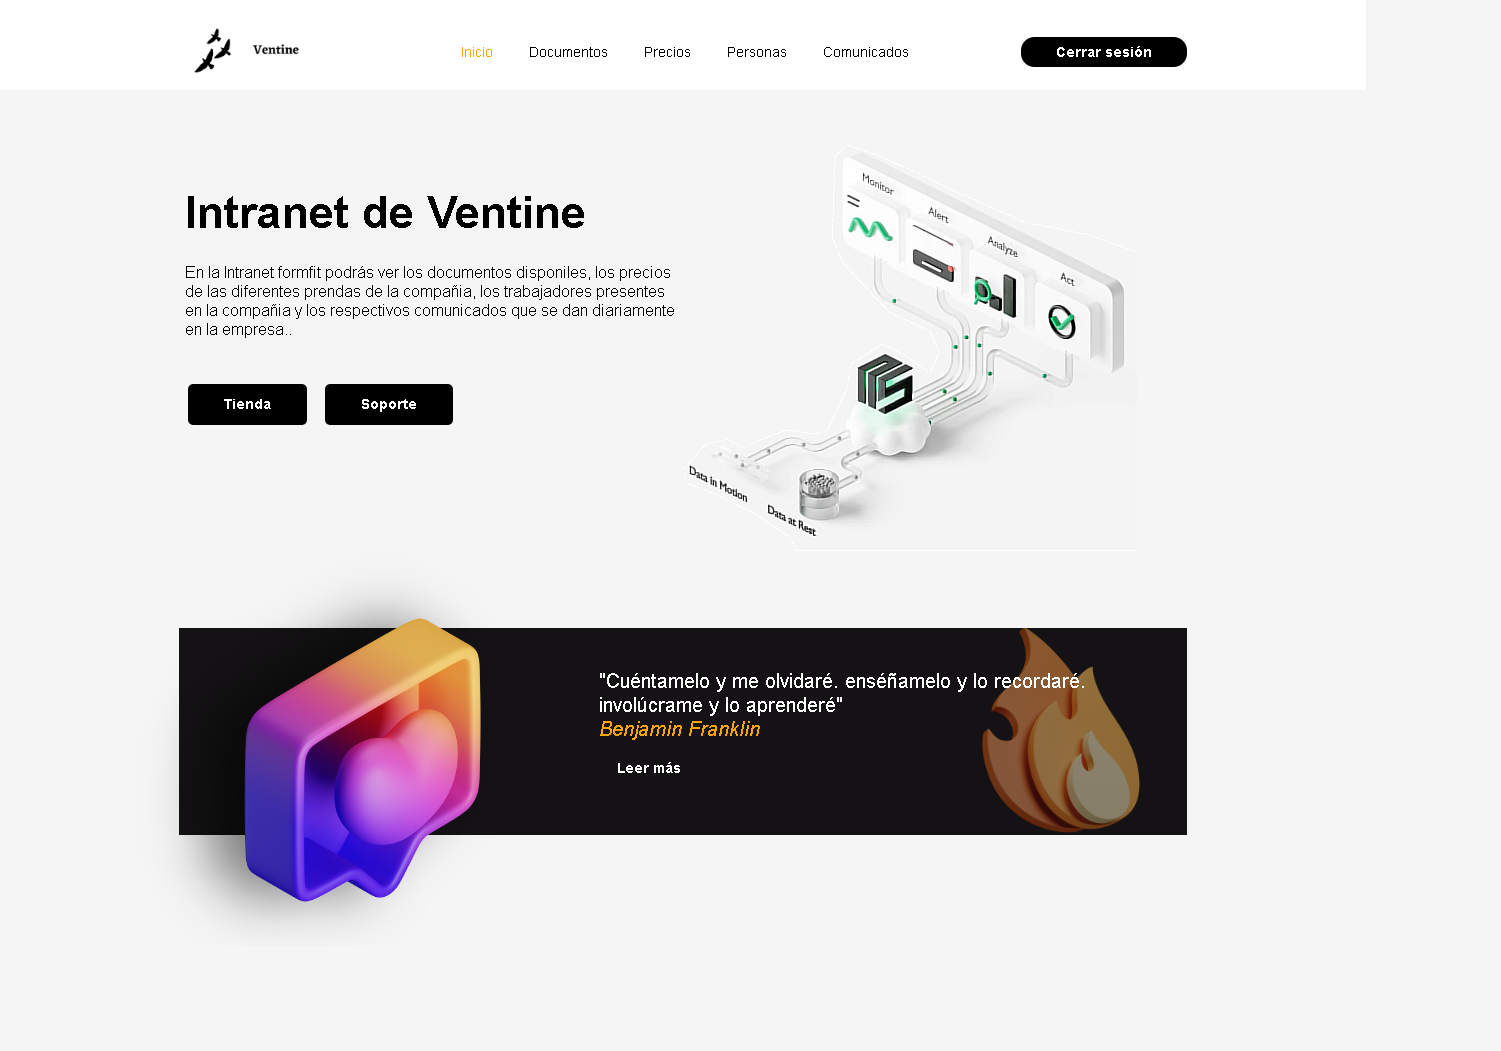 Ventine
Inicio
Documentos
Precios
Personas
Comunicados
Cerrar sesión
Intranet de Ventine
En la Intranet formfit podrás ver los documentos disponiles, los precios
de las diferentes prendas de la compañia, los trabajadores presentes
en la compañia y los respectivos comunicados que se dan diariamente
en la empresa..
Tienda
Soporte
Monitor
Alert
Analyze
Act
Data in Motion
Data at Rest
"Cuéntamelo y me olvidaré. enséñamelo y lo recordaré.
involúcrame y lo aprenderé"
Benjamin Franklin
Leer más